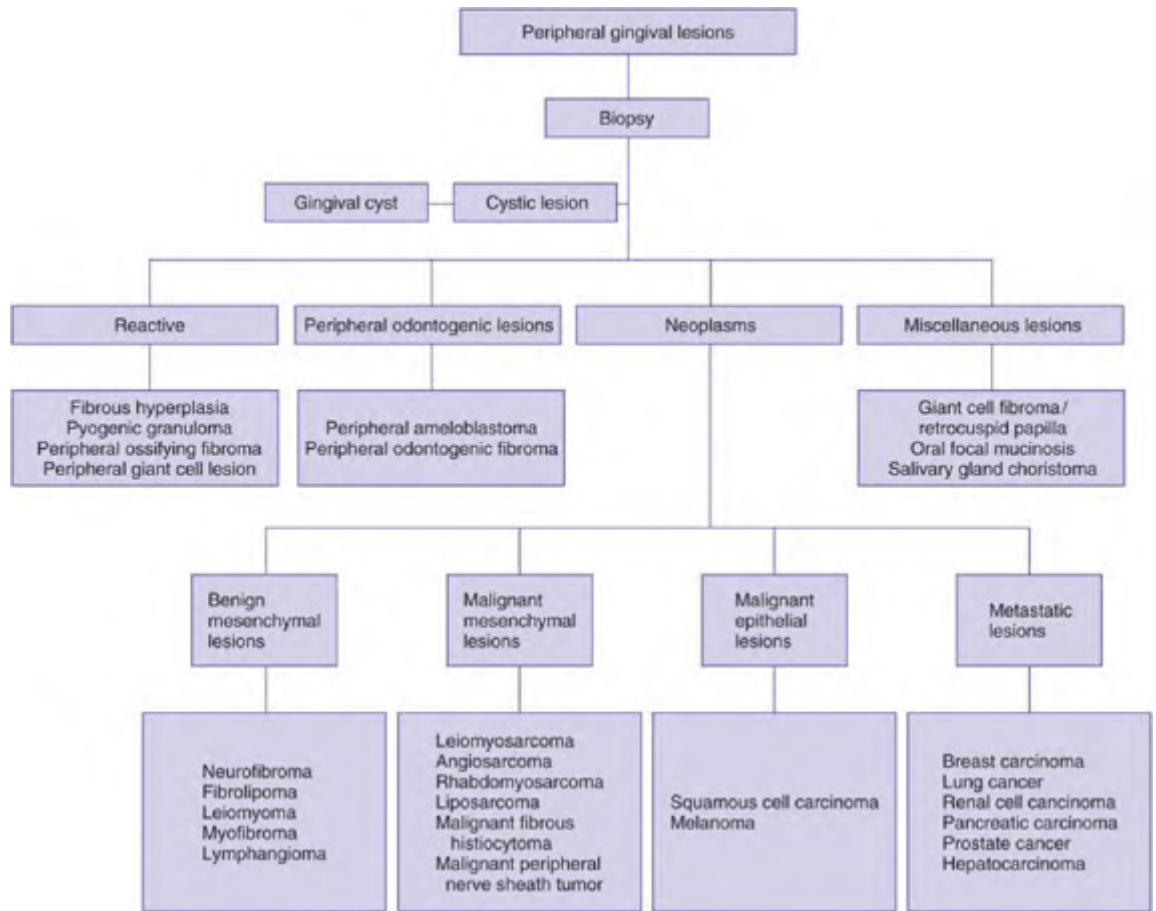 Peripheral gingival lesions
Biopsy
Gingival cyst
Cystic lesion
Reactive
Peripheral odontogenic lesions
Neoplasms
Miscellaneous lesions
Fibrous hyperplasia
Pyogenic granuloma
Peripheral ossifying fibroma
Peripheral giant cell lesion
Peripheral ameloblastoma
Peripheral odontogenic fibroma
Giant cell fibroma/
retrocuspid papilla
Oral focal mucinosis
Salivary gland choristoma
Benign
mesenchymal
lesions
Malignant
mesenchymal
lesions
Malignant
epithelial
lesions
Metastatic
lesions
Neurofibroma
Fibrolipoma
Leiomyoma
Myofibroma
Lymphangioma
Leiomyosarcoma
Angiosarcoma
Rhabdomyosarcoma
Liposarcoma
Malignant fibrous
histiocytoma
Malignant peripheral
nerve sheath tumor
Squamous cell carcinoma
Melanoma
Breast carcinoma
Lung cancer
Renal cell cancinoma
Pancreatic carcinoma
Prostate cancer
Hepatocarcinoma